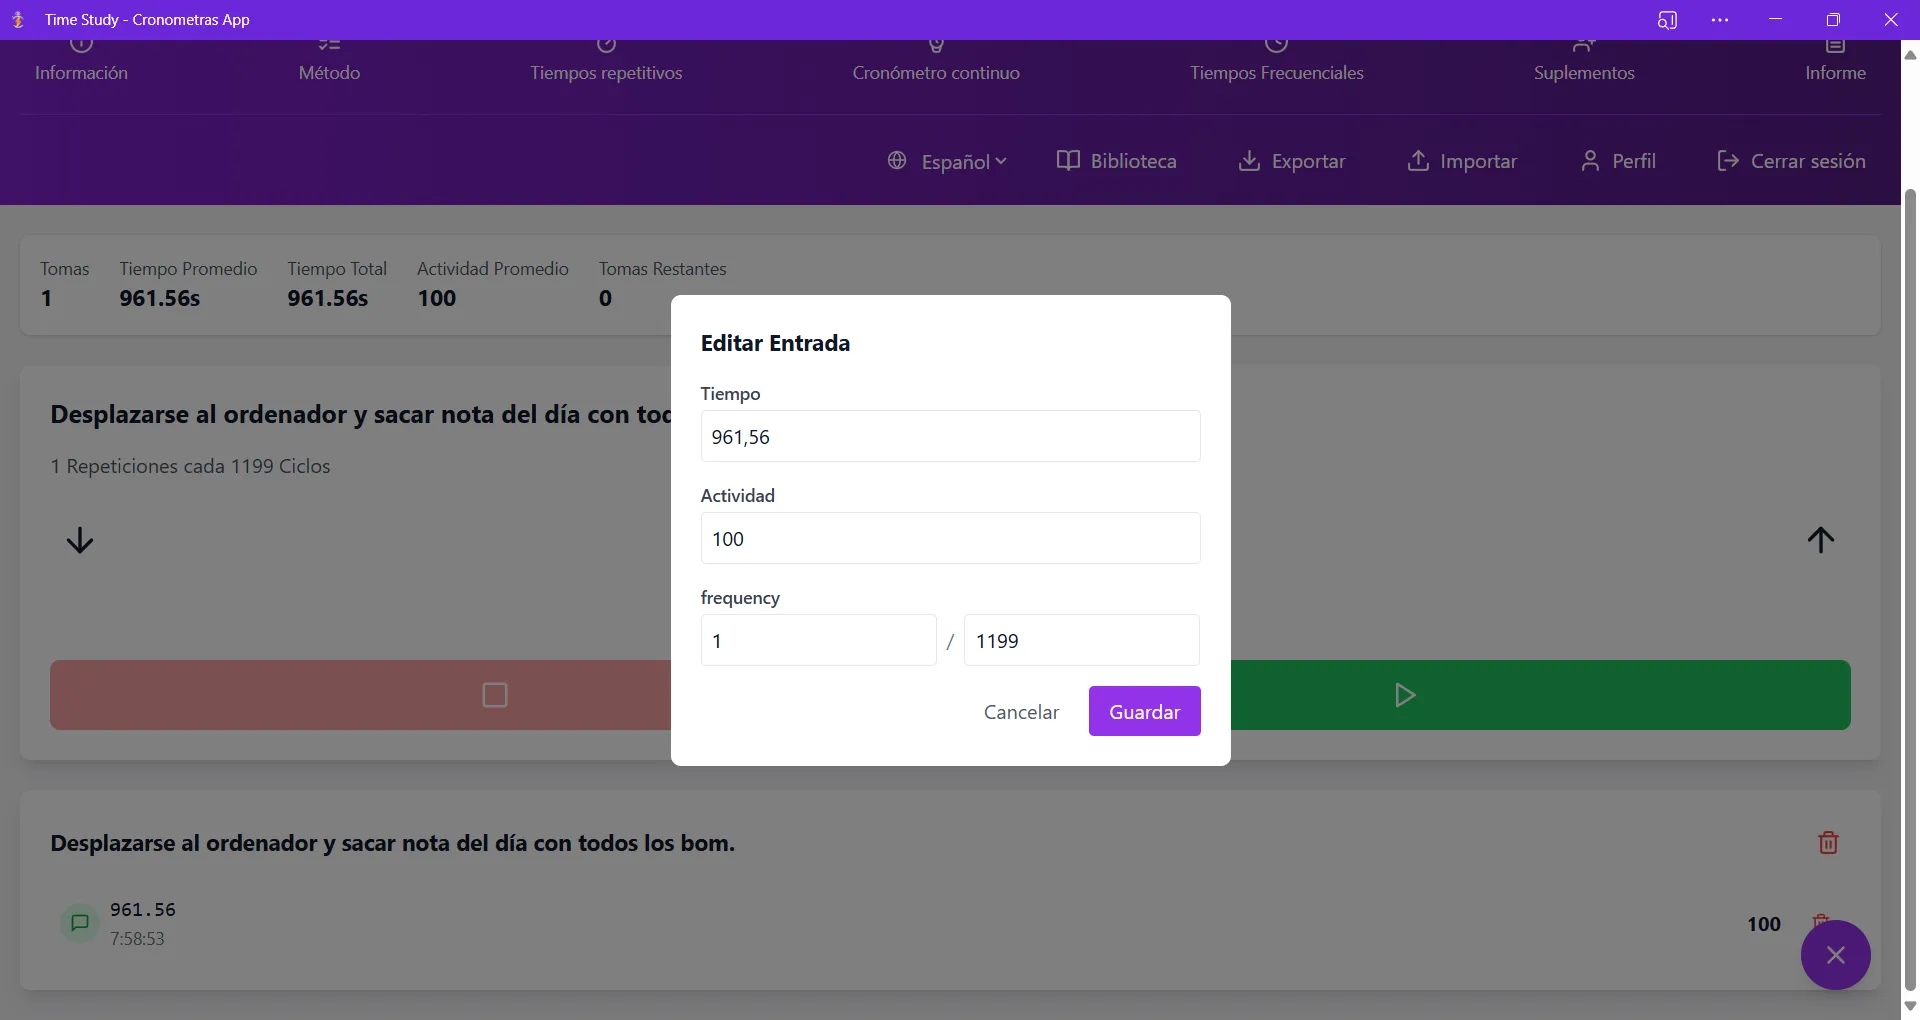 Time Study - Cronometras App
Información
Método
Tiempos repetitivos
Cronómetro continuo
Tiempos Frecuenciales
Suplementos
Informe
Español
Biblioteca
Exportar
Importar
Perfil
Cerrar sesión
Tomas
1
Tiempo Promedio
961.56s
Tiempo Total
961.56s
Actividad Promedio
100
Tomas Restantes
0
Desplazarse al ordenador y sacar nota del día con
1 Repeticiones cada 1199 Ciclos
Editar Entrada
Tiempo
961,56
Actividad
100
frequency
1 / 1199
Cancelar
Guardar
Desplazarse al ordenador y sacar nota del día con todos los bom.
961.56
7:58:53
100